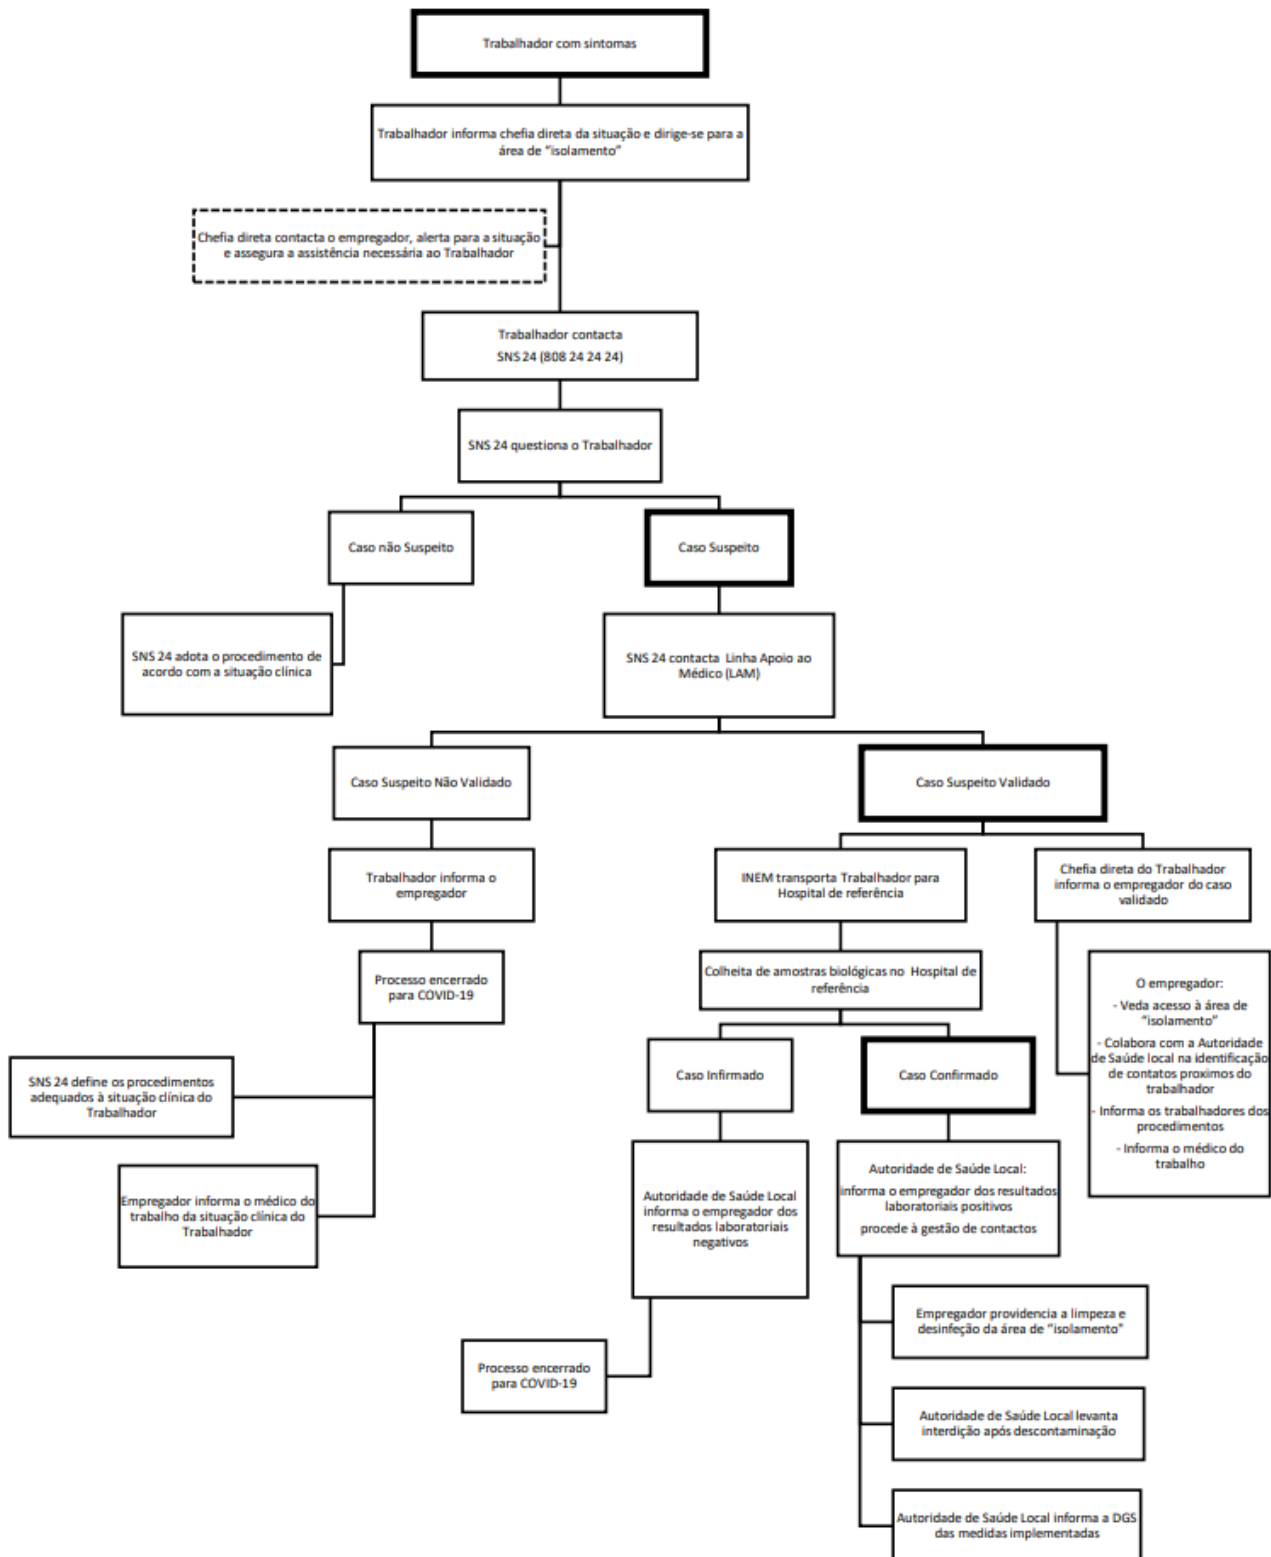 Trabalhador com sintomas
Trabalhador informa chefia direta da situação e dirige-se para a
área de “isolamento”
Chefia direta contacta o empregador, alerta para a situação
e assegura a assistência necessária ao Trabalhador
Trabalhador contacta
SNS 24 (808 24 24 24)
SNS 24 questiona o Trabalhador
Caso não Suspeito
Caso Suspeito
SNS 24 adota o procedimento de
acordo com a situação clínica
SNS 24 contacta Linha Apoio ao
Médico (LAM)
Caso Suspeito Não Validado
Caso Suspeito Validado
Trabalhador informa o
empregador
INEM transporta Trabalhador para
Hospital de referência
Chefia direta do Trabalhador
informa o empregador do caso
validado
Processo encerrado
para COVID-19
Colheita de amostras biológicas no Hospital de
referência
O empregador:
- Veda acesso à área de
“isolamento”
- Colabora com a Autoridade
de Saúde local na identificação
de contatos proximos do
trabalhador
- Informa os trabalhadores dos
procedimentos
- Informa o médico do
trabalho
SNS 24 define os procedimentos
adequados à situação clínica do
Trabalhador
Caso Infirmado
Caso Confirmado
Empregador informa o médico do
trabalho da situação clínica do
Trabalhador
Autoridade de Saúde Local
informa o empregador dos
resultados laboratoriais
negativos
Autoridade de Saúde Local:
informa o empregador dos resultados
laboratoriais positivos
procede à gestão de contactos
Empregador providencia a limpeza e
desinfeção da área de “isolamento”
Processo encerrado
para COVID-19
Autoridade de Saúde Local levanta
interdição após descontaminação
Autoridade de Saúde Local informa a DGS
das medidas implementadas